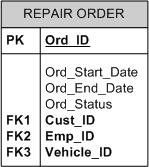 REPAIR ORDER
PK Ord_ID
Ord_Start_Date
Ord_End_Date
Ord_Status
FK1 Cust_ID
FK2 Emp_ID
FK3 Vehicle_ID